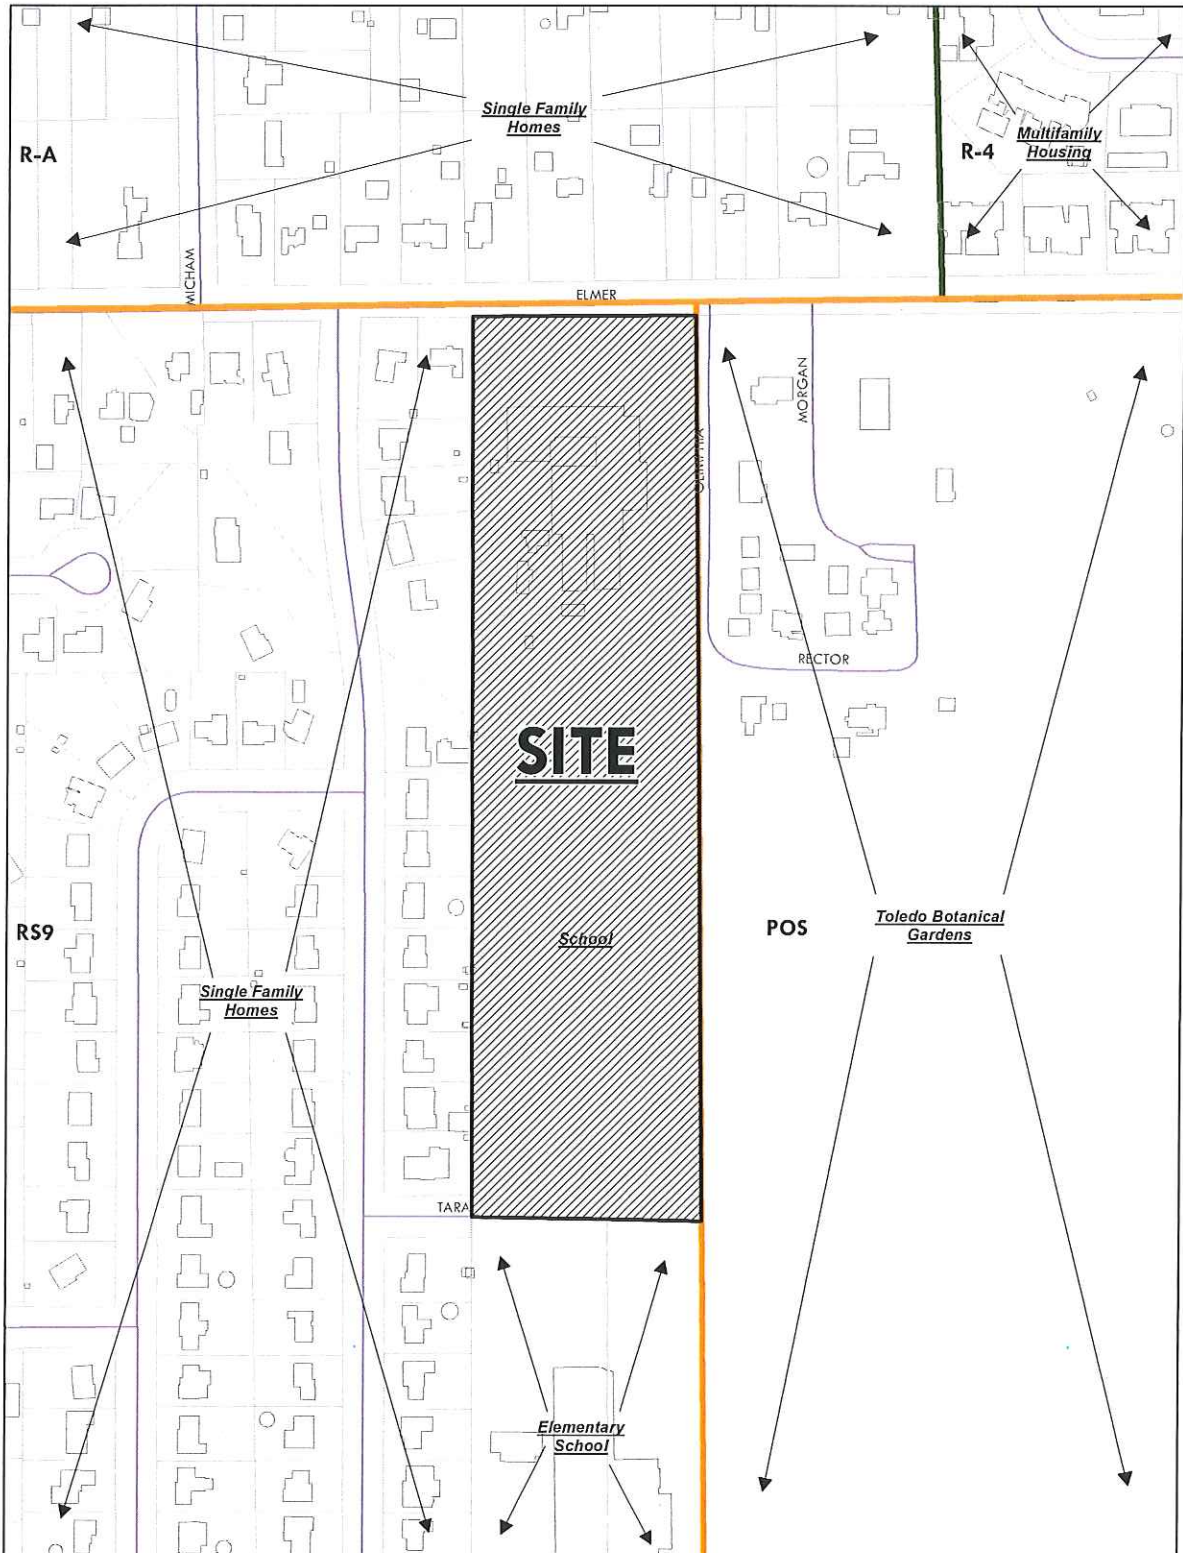 Single Family
Homes
R-A
R-4
Multifamily
Housing
MICHAM
ELMER
MORGAN
RECTOR
SITE
RS9
School
POS
Toledo Botanical
Gardens
Single Family
Homes
TARA
Elementary
School